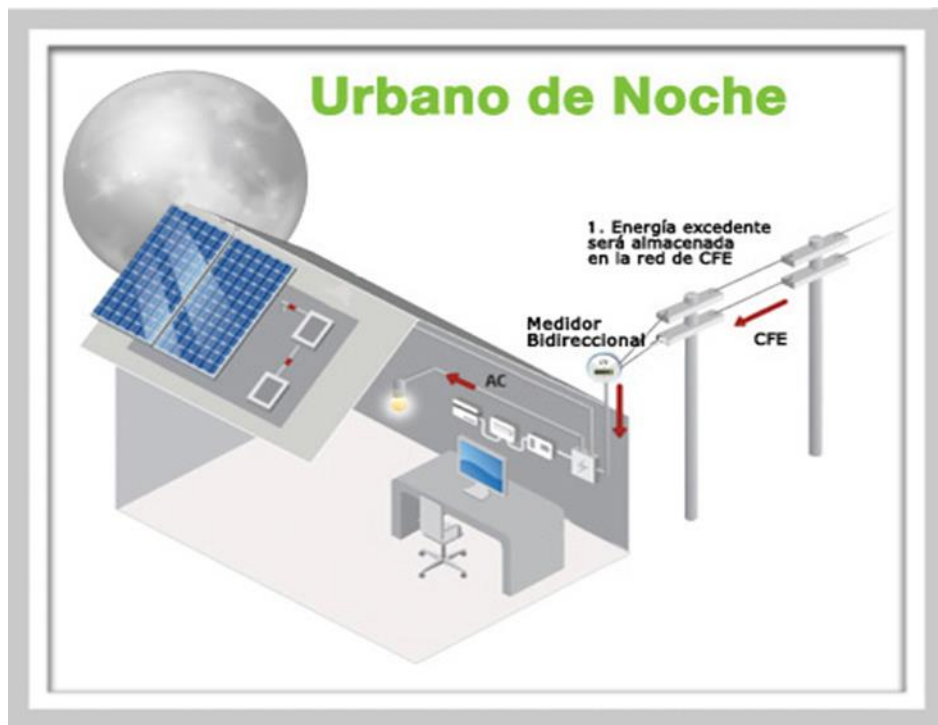 Urbano de Noche
1. Energía excedente
será almacenada
en la red de CFE
Medidor
Bidireccional
CFE
AC